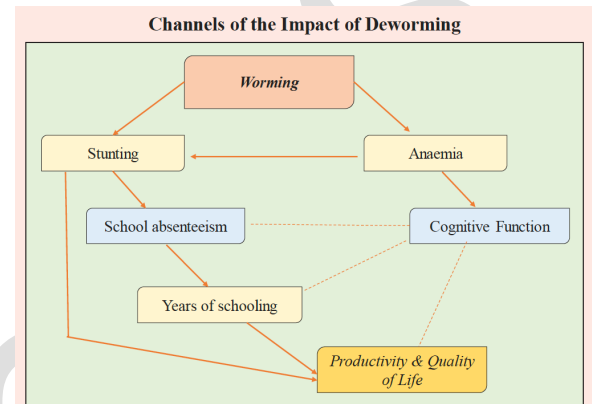 Channels of the Impact of Deworming
Worming
Stunting
Anaemia
School absenteeism
Cognitive Function
Years of schooling
Productivity & Quality
of Life